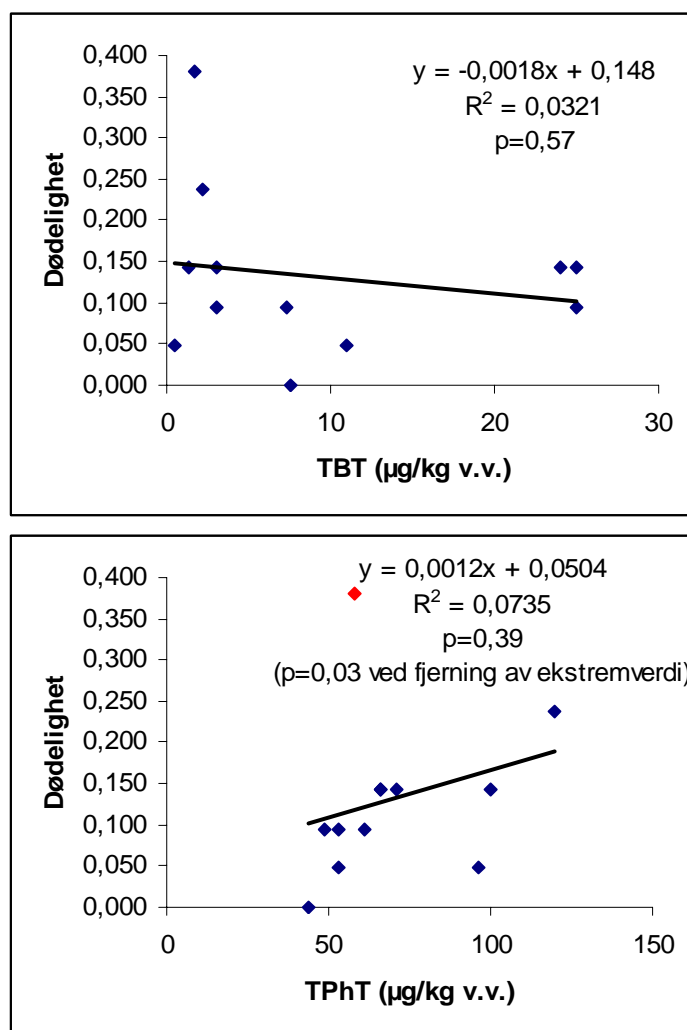 y = -0,0018x + 0,148
R² = 0,0321
p=0,57
0,400
0,350
0,300
0,250
0,200
0,150
0,100
0,050
0,000
Dødelighet
0 10 20 30
TBT (µg/kg v.v.)
y = 0,0012x + 0,0504
R² = 0,0735
p=0,39
(p=0,03 ved fjerning av ekstremverdi)
0,400
0,350
0,300
0,250
0,200
0,150
0,100
0,050
0,000
Dødelighet
0 50 100 150
TPhT (µg/kg v.v.)